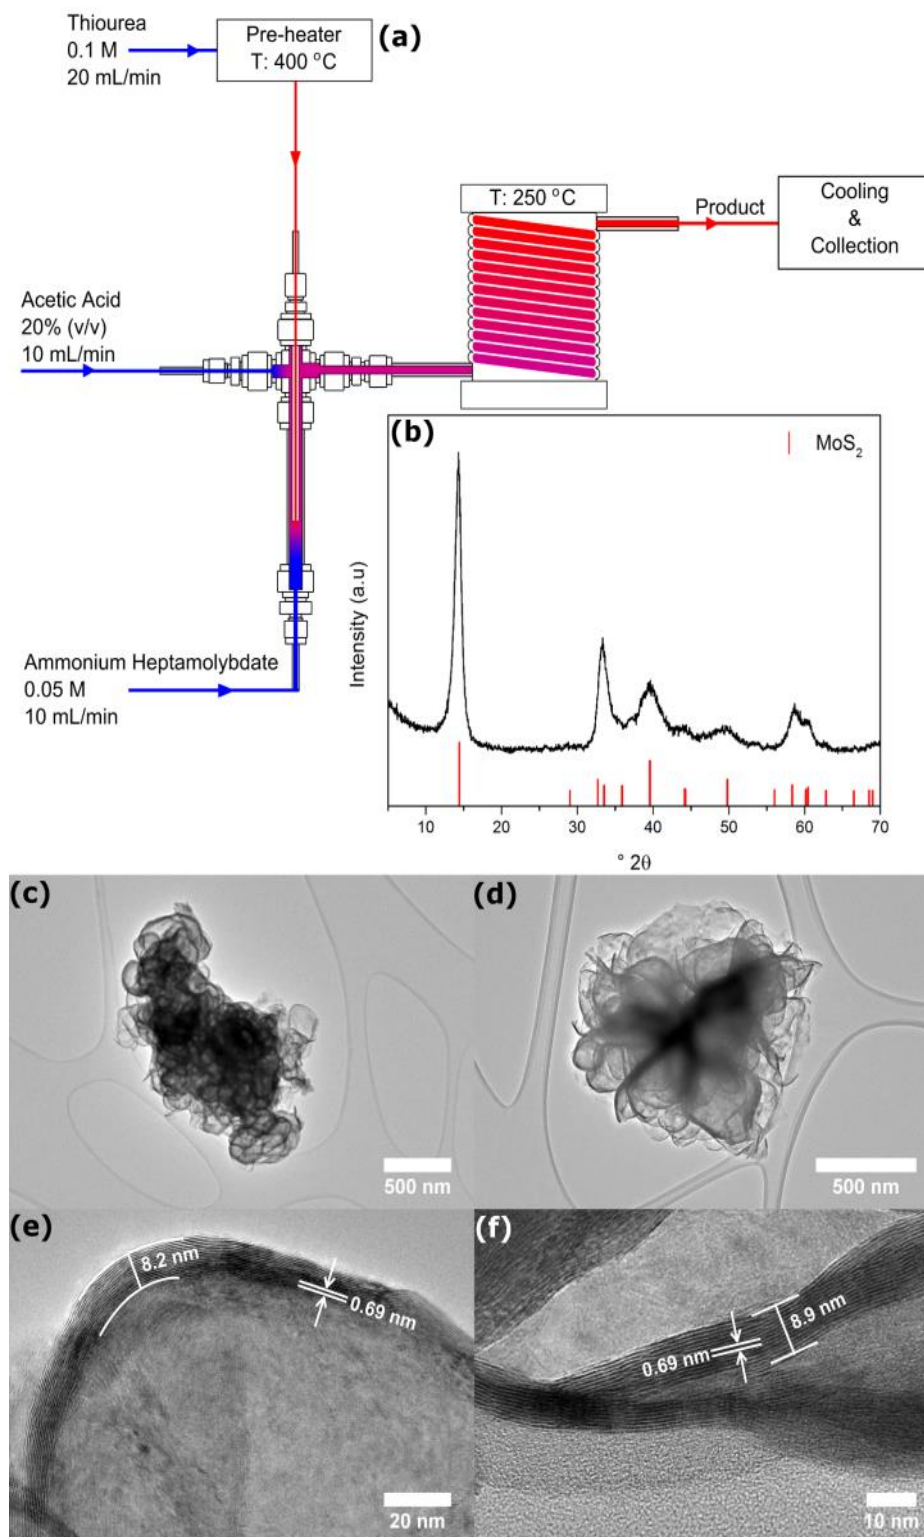 (a)
Thiourea
0.1 M
20 mL/min
Pre-heater
T: 400 °C
T: 250 °C
Product
Cooling
&
Collection
Acetic Acid
20% (v/v)
10 mL/min
Ammonium Heptamolybdate
0.05 M
10 mL/min
(b)
MoS₂
Intensity (a.u)
10 20 30 40 50 60 70
° 2θ
(c)
500 nm
(d)
500 nm
(e)
8.2 nm
0.69 nm
20 nm
(f)
8.9 nm
0.69 nm
10 nm